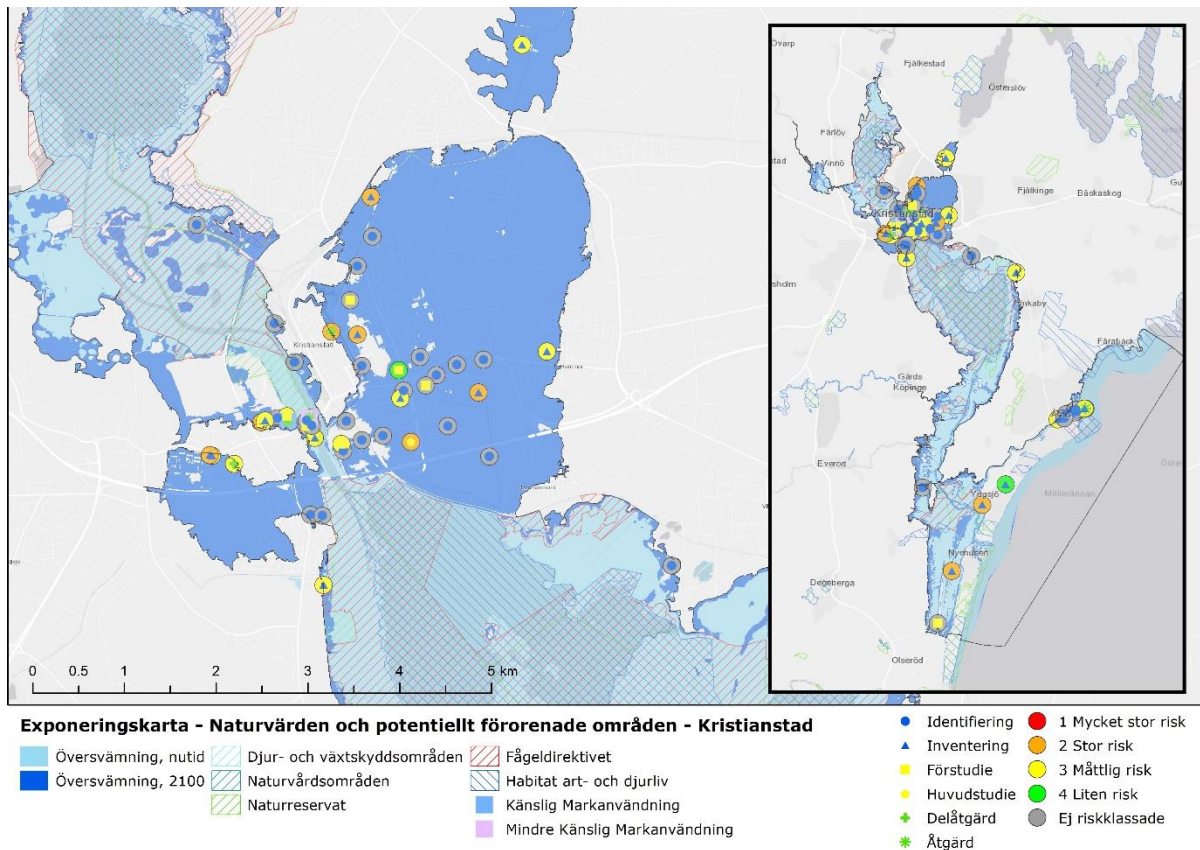 Övarp
Fjälkestad
Österslöv
Färlöv
Vinnö
Fjälkinge
Bäckaskog
Kristianstad
Rinkaby
Fårabäck
Gärds
Köpinge
Everöd
Yngsjö
Nyehusen
Degeberga
Olseröd
Kristianstad
0 0.5 1 2 3 4 5 km
Exponeringskarta - Naturvärden och potentiellt förorenade områden - Kristianstad
Översvämning, nutid
Översvämning, 2100
Djur- och växtskyddsområden
Naturvårdsområden
Naturreservat
Fågeldirektivet
Habitat art- och djurliv
Känslig Markanvändning
Mindre Känslig Markanvändning
Identifiering
Inventering
Förstudie
Huvudstudie
Delåtgärd
Åtgärd
1 Mycket stor risk
2 Stor risk
3 Måttlig risk
4 Liten risk
Ej riskklassade